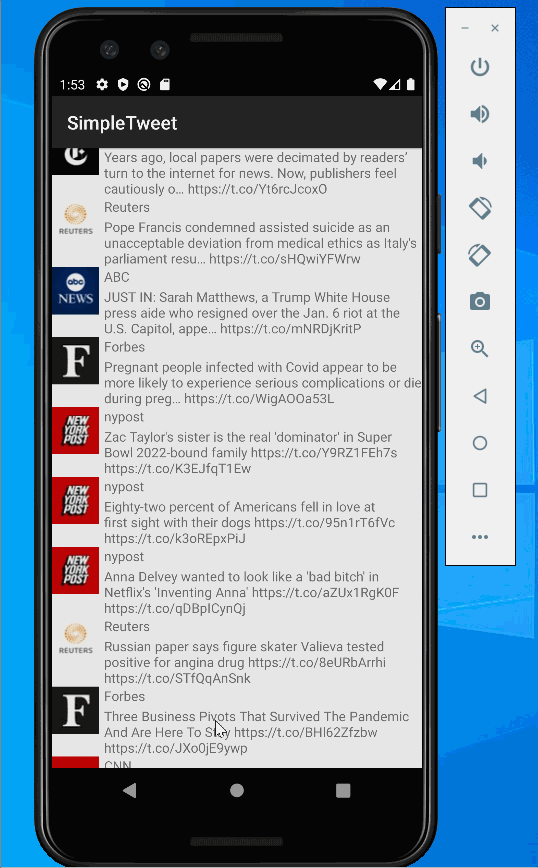 1:53
SimpleTweet
Years ago, local papers were decimated by readers'
turn to the internet for news. Now, publishers feel
cautiously o… https://t.co/Yt6rcJcoxO
REUTERS
Reuters
Pope Francis condemned assisted suicide as an
unacceptable deviation from medical ethics as Italy's
parliament resu… https://t.co/sHQwiYFWrw
abc
NEWS
ABC
JUST IN: Sarah Matthews, a Trump White House
press aide who resigned over the Jan. 6 riot at the
U.S. Capitol, appe… https://t.co/mNRDjKritP
F
Forbes
Pregnant people infected with Covid appear to be
more likely to experience serious complications or die
during preg… https://t.co/WigAOOa53L
NEW
YORK
POST
nypost
Zac Taylor's sister is the real 'dominator' in Super
Bowl 2022-bound family https://t.co/Y9RZ1FEh7s
https://t.co/K3EJfqT1Ew
NEW
YORK
POST
nypost
Eighty-two percent of Americans fell in love at
first sight with their dogs https://t.co/95n1rT6fVc
https://t.co/k3oREpxPiJ
NEW
YORK
POST
nypost
Anna Delvey wanted to look like a 'bad bitch' in
Netflix's 'Inventing Anna' https://t.co/aZUx1RgK0F
https://t.co/qDBpICynQj
REUTERS
Reuters
Russian paper says figure skater Valieva tested
positive for angina drug https://t.co/8eURbArrhi
https://t.co/STfQqAnSnk
F
Forbes
Three Business Pivots That Survived The Pandemic
And Are Here To Stay https://t.co/BHl62Zfzbw
https://t.co/JXo0jE9ywp
CNN